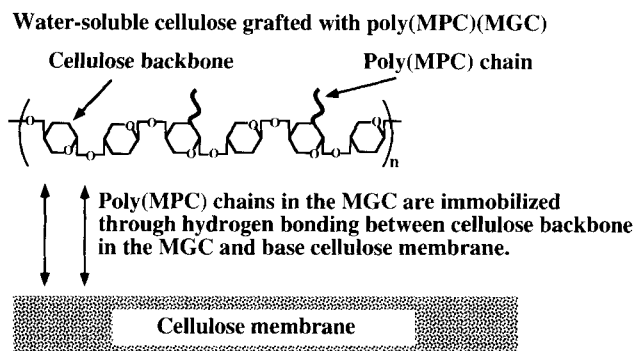 Water-soluble cellulose grafted with poly(MPC)(MGC)
Cellulose backbone Poly(MPC) chain
O O O O O O O O O O O O n
Poly(MPC) chains in the MGC are immobilized
through hydrogen bonding between cellulose backbone
in the MGC and base cellulose membrane.
Cellulose membrane